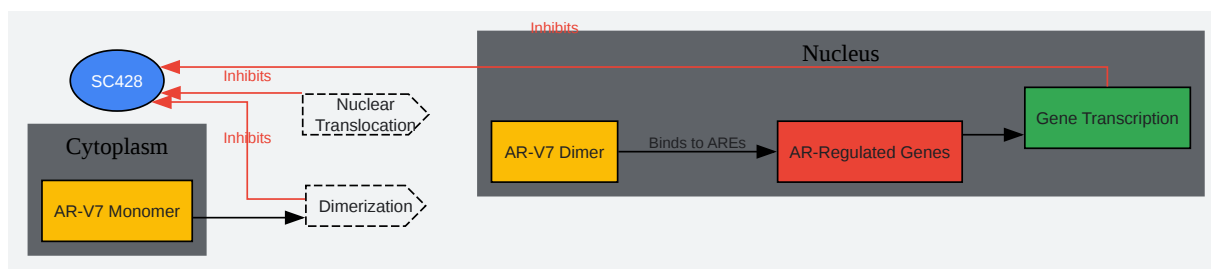 Inhibits
Nucleus
SC428
Inhibits
Nuclear
Translocation
Gene Transcription
Inhibits
Cytoplasm
AR-V7 Dimer
Binds to AREs
AR-Regulated Genes
AR-V7 Monomer
Dimerization